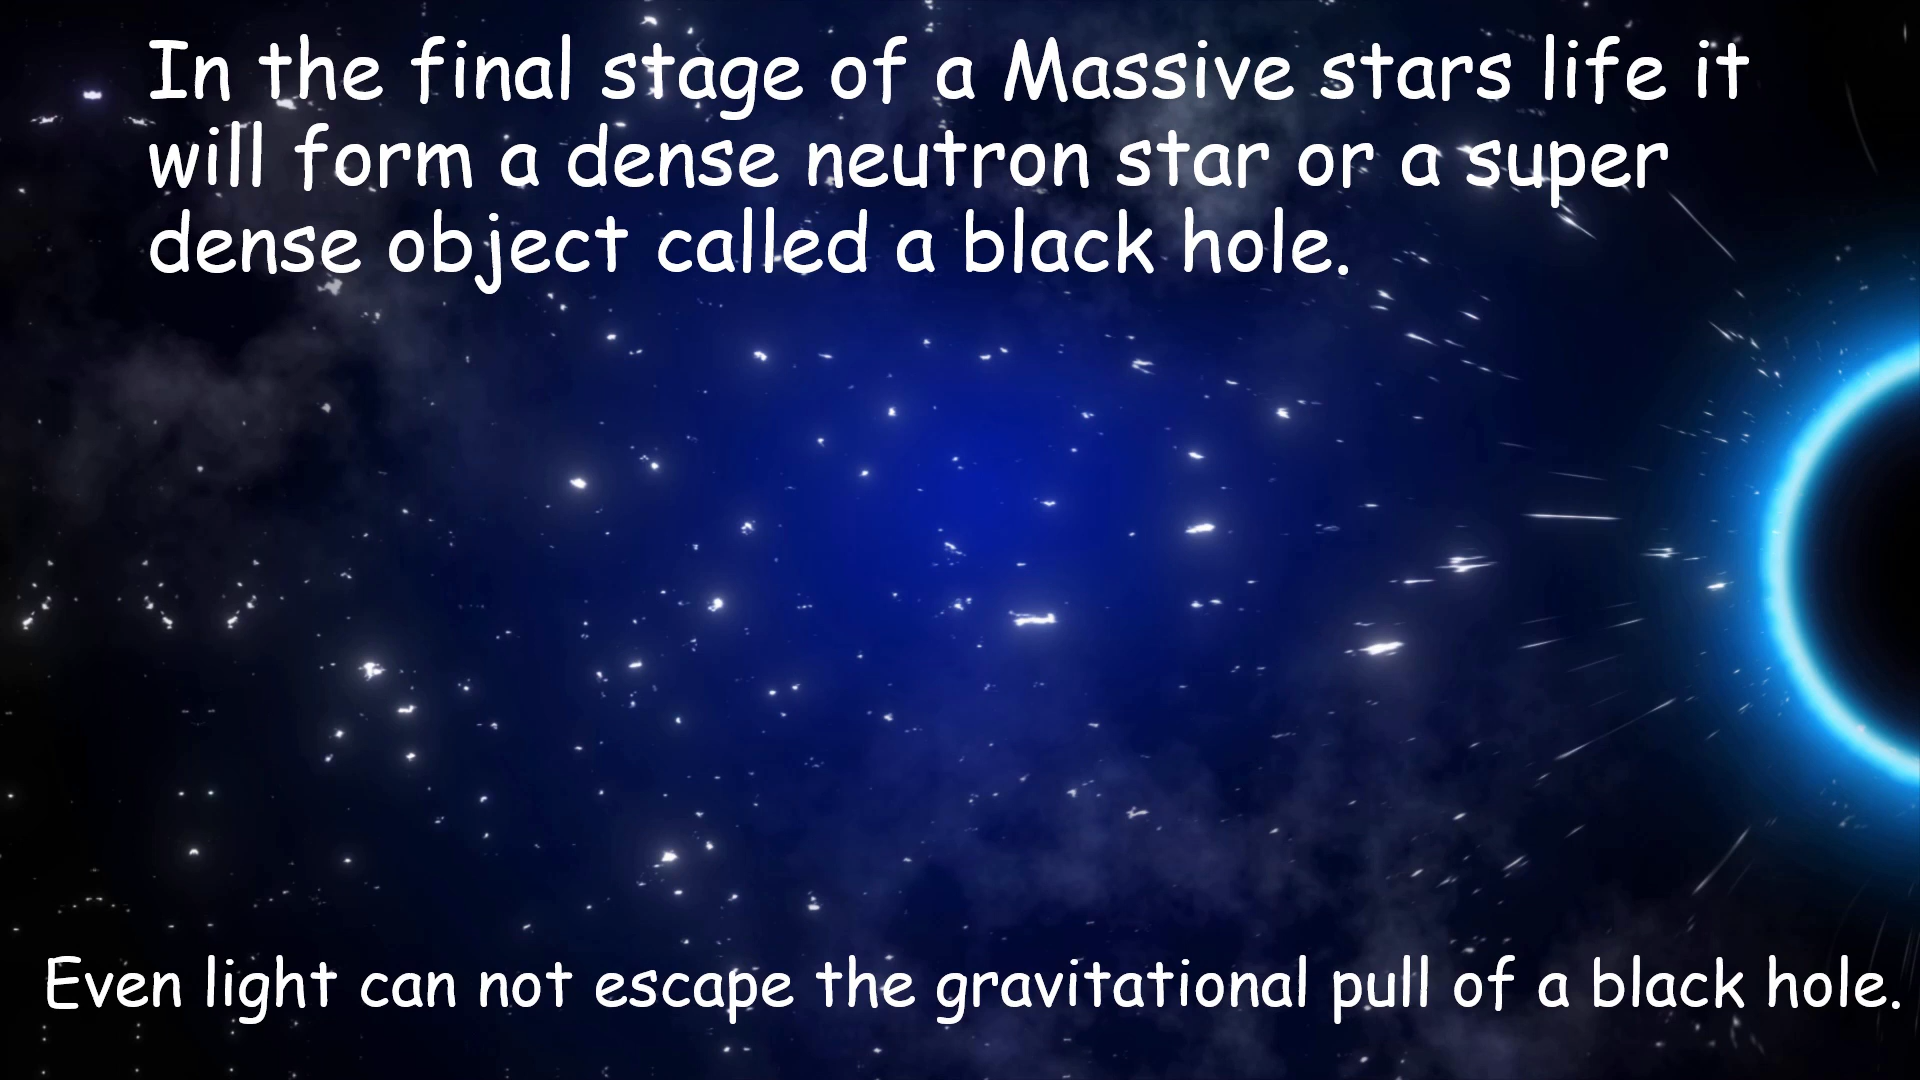 In the final stage of a Massive stars life it
will form a dense neutron star or a super
dense object called a black hole.
Even light can not escape the gravitational pull of a black hole.